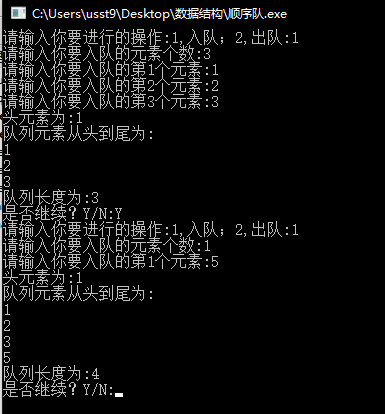 C:\Users\usst9\Desktop\数据结构\顺序队.exe
请输入你要进行的操作:1,入队；2,出队:1
请输入你要入队的元素个数:3
请输入你要入队的第1个元素:1
请输入你要入队的第2个元素:2
请输入你要入队的第3个元素:3
头元素为:1
队列元素从头到尾为:
1
2
3
队列长度为:3
是否继续？Y/N:Y
请输入你要进行的操作:1,入队；2,出队:1
请输入你要入队的元素个数:1
请输入你要入队的第1个元素:5
头元素为:1
队列元素从头到尾为:
1
2
3
5
队列长度为:4
是否继续？Y/N: